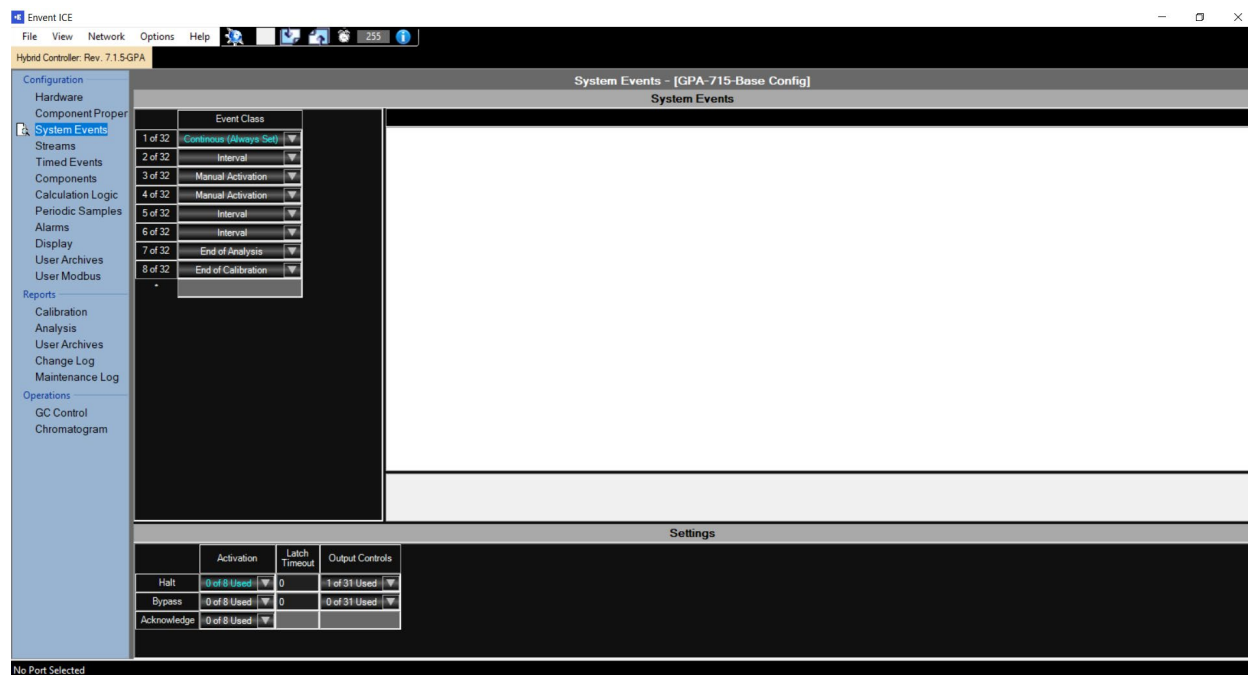 Envent ICE
File View Network Options Help 255
Hybrid Controller: Rev. 7.1.5-GPA
Configuration
Hardware
Component Proper
System Events
Streams
Timed Events
Components
Calculation Logic
Periodic Samples
Alarms
Display
User Archives
User Modbus
Reports
Calibration
Analysis
User Archives
Change Log
Maintenance Log
Operations
GC Control
Chromatogram
System Events - [GPA-715-Base Config]
System Events
Event Class
1 of 32 Continous (Always Set)
2 of 32 Interval
3 of 32 Manual Activation
4 of 32 Manual Activation
5 of 32 Interval
6 of 32 Interval
7 of 32 End of Analysis
8 of 32 End of Calibration
*
Settings
Activation Latch Timeout Output Controls
Halt 0 of 8 Used 0 1 of 31 Used
Bypass 0 of 8 Used 0 0 of 31 Used
Acknowledge 0 of 8 Used
No Port Selected